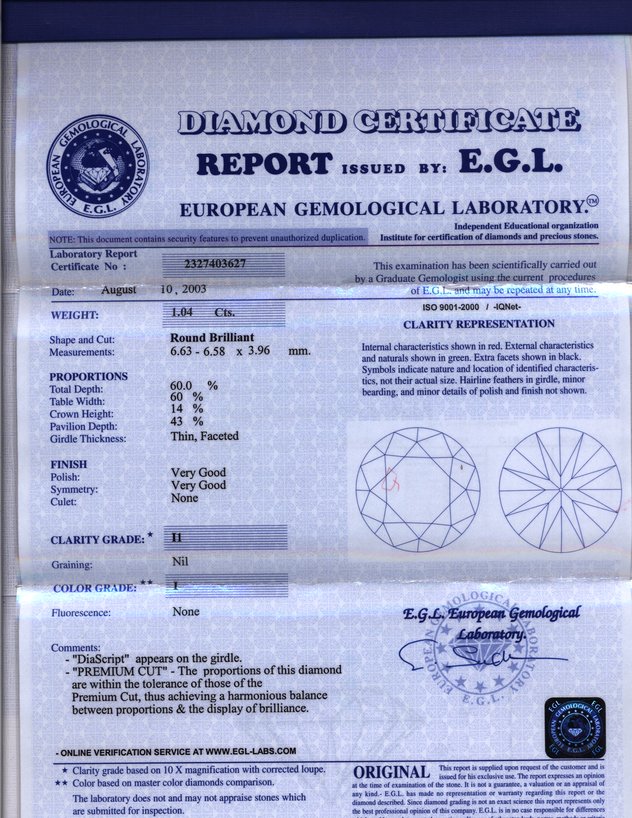 DIAMOND CERTIFICATE
REPORT ISSUED BY: E.G.L.
EUROPEAN GEMOLOGICAL LABORATORY.™
EUROPEAN GEMOLOGICAL LABORATORY
E.G.L.
Independent Educational organization
Institute for certification of diamonds and precious stones.
NOTE: This document contains security features to prevent unauthorized duplication.
Laboratory Report
Certificate No : 2327403627
Date: August 10, 2003
WEIGHT: 1.04 Cts.
Shape and Cut: Round Brilliant
Measurements: 6.63 - 6.58 x 3.96 mm.
PROPORTIONS
Total Depth: 60.0 %
Table Width: 60 %
Crown Height: 14 %
Pavilion Depth: 43 %
Girdle Thickness: Thin, Faceted
FINISH
Polish: Very Good
Symmetry: Very Good
Culet: None
CLARITY GRADE: * I1
Graining: Nil
COLOR GRADE: ** I
Fluorescence: None
Comments:
- "DiaScript" appears on the girdle.
- "PREMIUM CUT" - The proportions of this diamond
are within the tolerance of those of the
Premium Cut, thus achieving a harmonious balance
between proportions & the display of brilliance.
- ONLINE VERIFICATION SERVICE AT WWW.EGL-LABS.COM
★ Clarity grade based on 10 X magnification with corrected loupe.
★★ Color based on master color diamonds comparison.
The laboratory does not and may not appraise stones which
are submitted for inspection.
This examination has been scientifically carried out
by a Graduate Gemologist using the current procedures
of E.G.L. and may be repeated at any time.
ISO 9001-2000 / -IQNet-
CLARITY REPRESENTATION
Internal characteristics shown in red. External characteristics
and naturals shown in green. Extra facets shown in black.
Symbols indicate nature and location of identified characteris-
tics, not their actual size. Hairline feathers in girdle, minor
bearding, and minor details of polish and finish not shown.
E.G.L. European Gemological
Laboratory.
EUROPEAN GEMOLOGICAL
E.G.L.
EGL EGL
EUROPEAN GEMOLOGICAL LABORATORY
E.G.L.
EGL EGL
ORIGINAL This report is supplied upon request of the customer and is
issued for his exclusive use. The report expresses an opinion
at the time of examination of the stone. It is not a guarantee, a valuation or an appraisal of
any kind.- E.G.L. has made no representation or warranty regarding this report or the
diamond described. Since diamond grading is not an exact science this report represents only
the best professional opinion of this company. E.G.L. is in no case responsible for differences